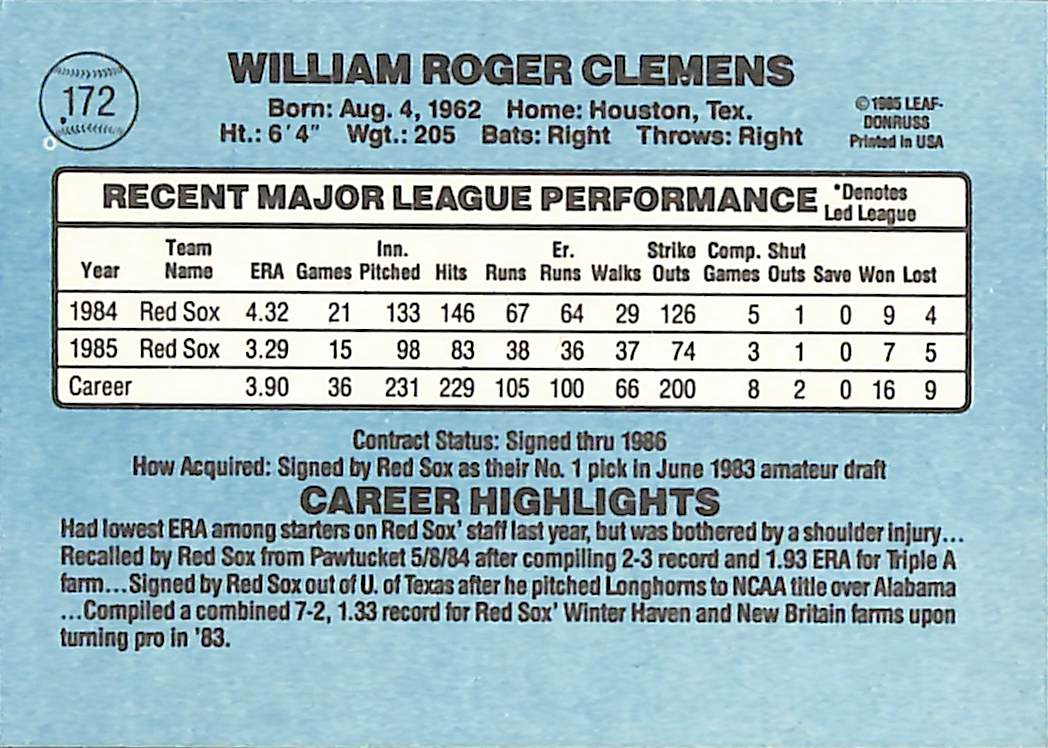 172
WILLIAM ROGER CLEMENS
Born: Aug. 4, 1962 Home: Houston, Tex.
Ht.: 6'4" Wgt.: 205 Bats: Right Throws: Right
©1985 LEAF-
DONRUSS
Printed in USA
RECENT MAJOR LEAGUE PERFORMANCE *Denotes
Led League
Team Inn. Er. Strike Comp. Shut
Year Name ERA Games Pitched Hits Runs Runs Walks Outs Games Outs Save Won Lost
1984 Red Sox 4.32 21 133 146 67 64 29 126 5 1 0 9 4
1985 Red Sox 3.29 15 98 83 38 36 37 74 3 1 0 7 5
Career 3.90 36 231 229 105 100 66 200 8 2 0 16 9
Contract Status: Signed thru 1986
How Acquired: Signed by Red Sox as their No. 1 pick in June 1983 amateur draft
CAREER HIGHLIGHTS
Had lowest ERA among starters on Red Sox' staff last year, but was bothered by a shoulder injury...
Recalled by Red Sox from Pawtucket 5/8/84 after compiling 2-3 record and 1.93 ERA for Triple A
farm...Signed by Red Sox out of U. of Texas after he pitched Longhorns to NCAA title over Alabama
...Compiled a combined 7-2, 1.33 record for Red Sox' Winter Haven and New Britain farms upon
turning pro in '83.